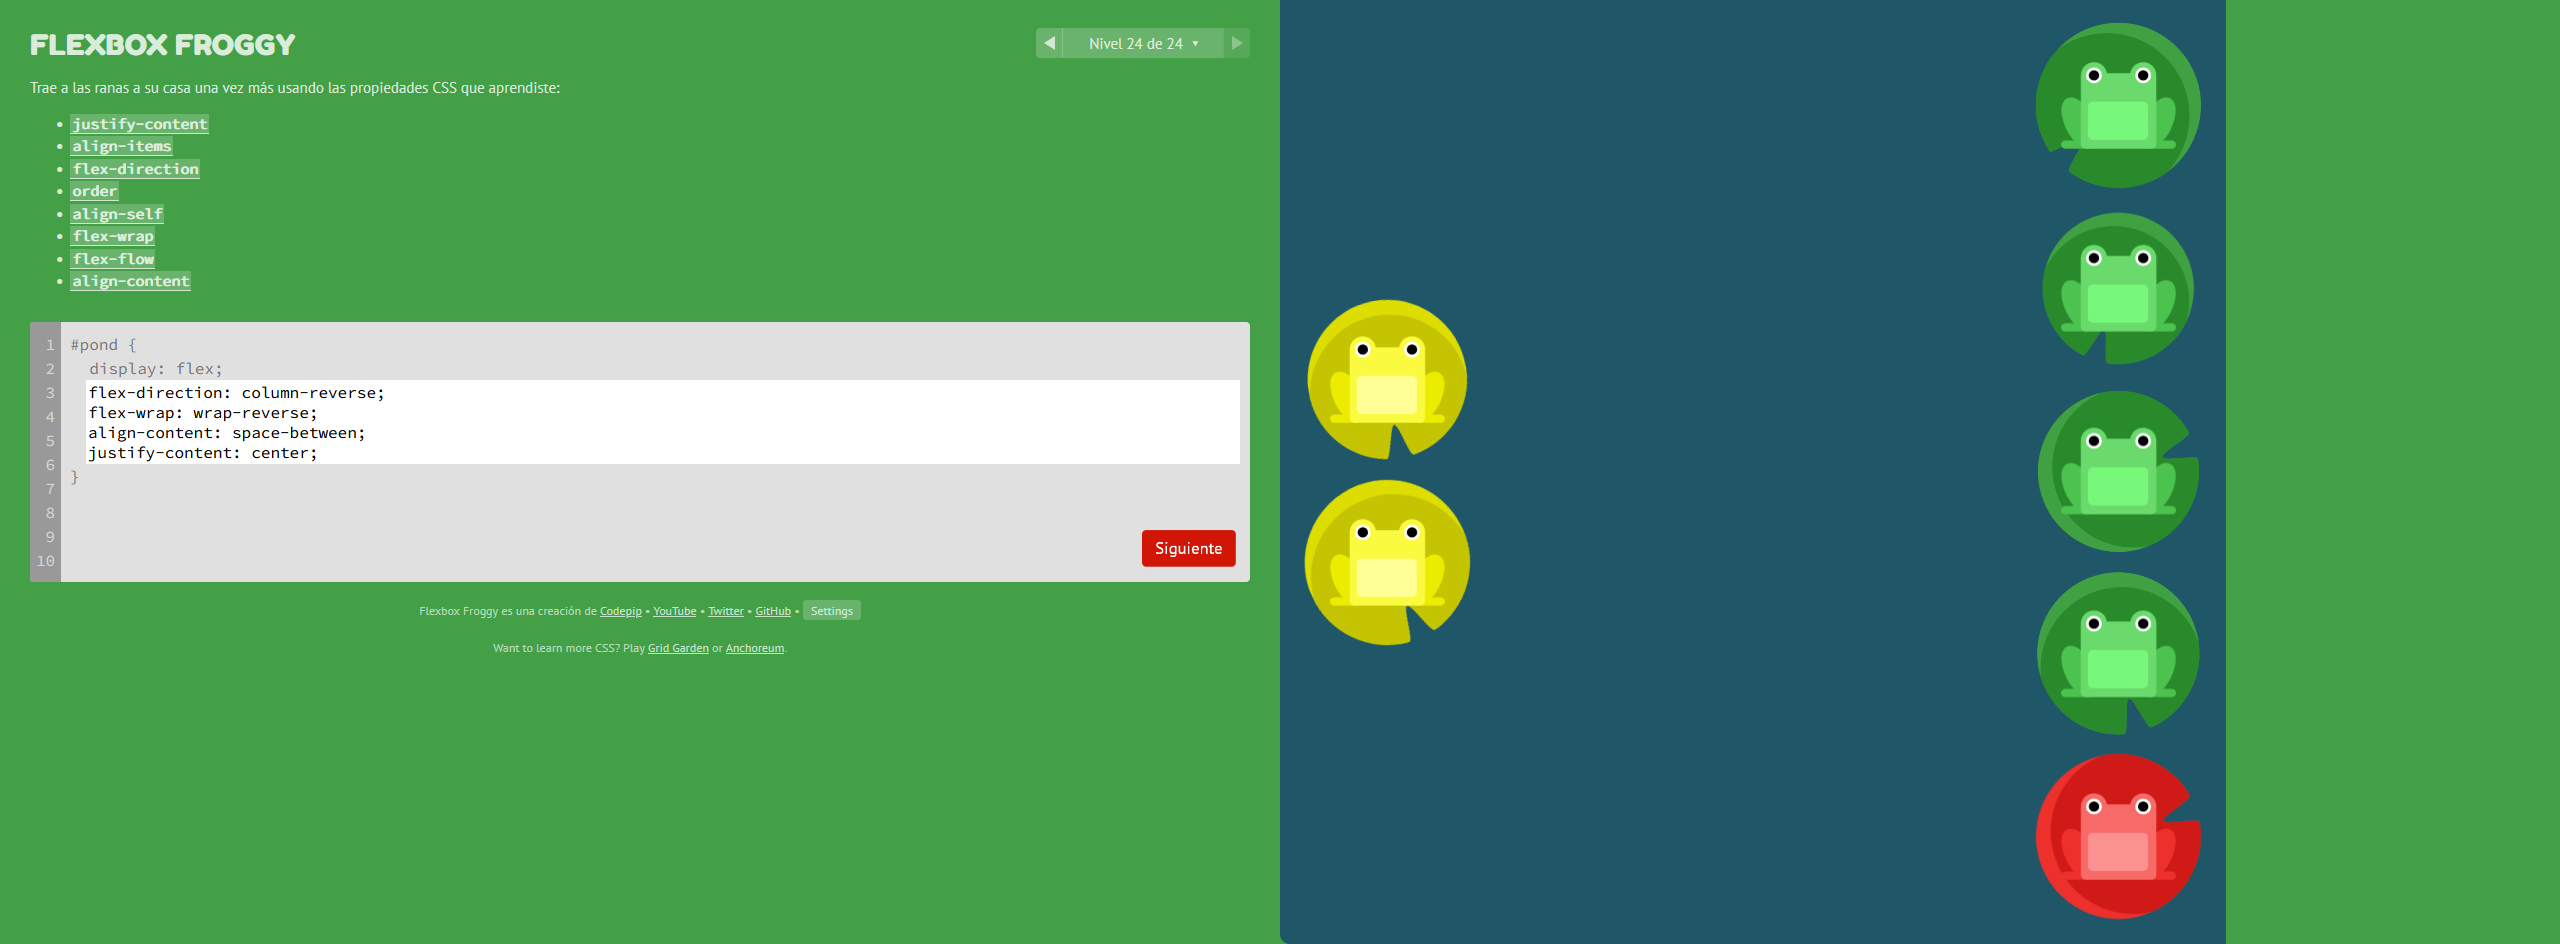 FLEXBOX FROGGY
Nivel 24 de 24 ▾
Trae a las ranas a su casa una vez más usando las propiedades CSS que aprendiste:
• justify-content
• align-items
• flex-direction
• order
• align-self
• flex-wrap
• flex-flow
• align-content
1 #pond {
2 display: flex;
3 flex-direction: column-reverse;
4 flex-wrap: wrap-reverse;
5 align-content: space-between;
6 justify-content: center;
7 }
8
9
10
Siguiente
Flexbox Froggy es una creación de Codepip • YouTube • Twitter • GitHub • Settings
Want to learn more CSS? Play Grid Garden or Anchoreum.